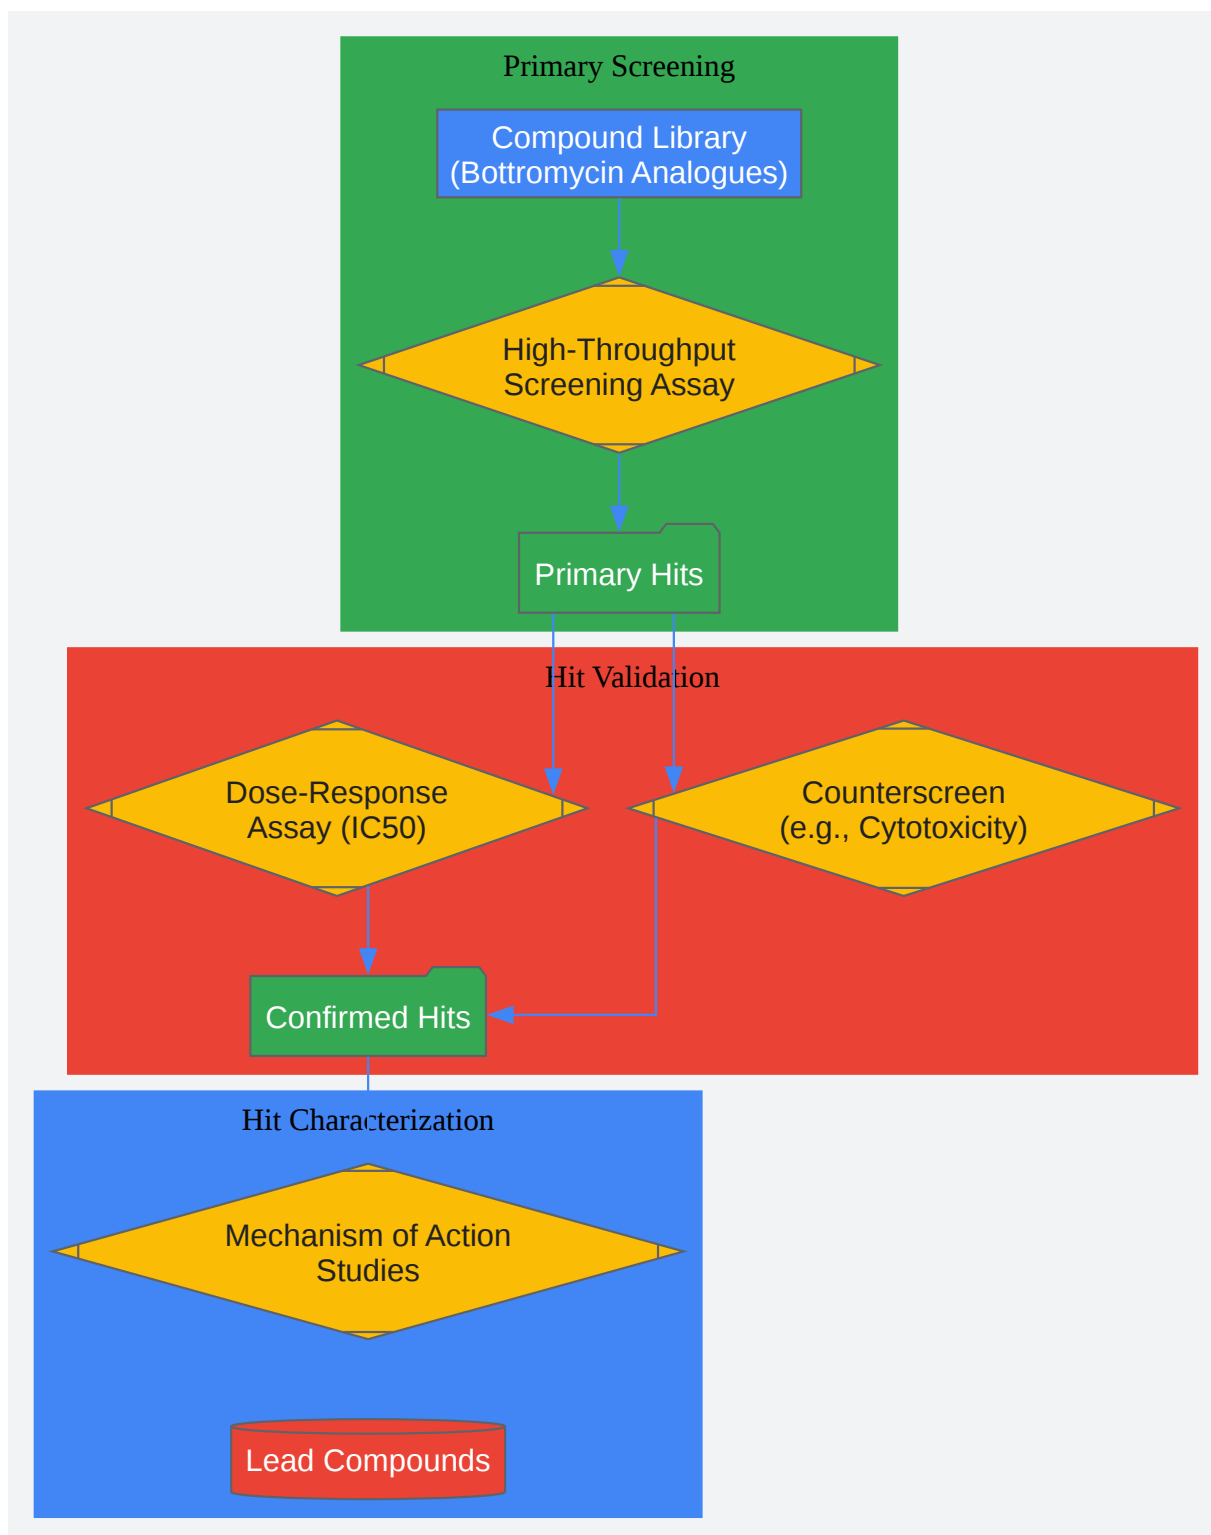 Primary Screening
Compound Library
(Bottromycin Analogues)
High-Throughput
Screening Assay
Primary Hits
Hit Validation
Dose-Response
Assay (IC50)
Counterscreen
(e.g., Cytotoxicity)
Confirmed Hits
Hit Characterization
Mechanism of Action
Studies
Lead Compounds